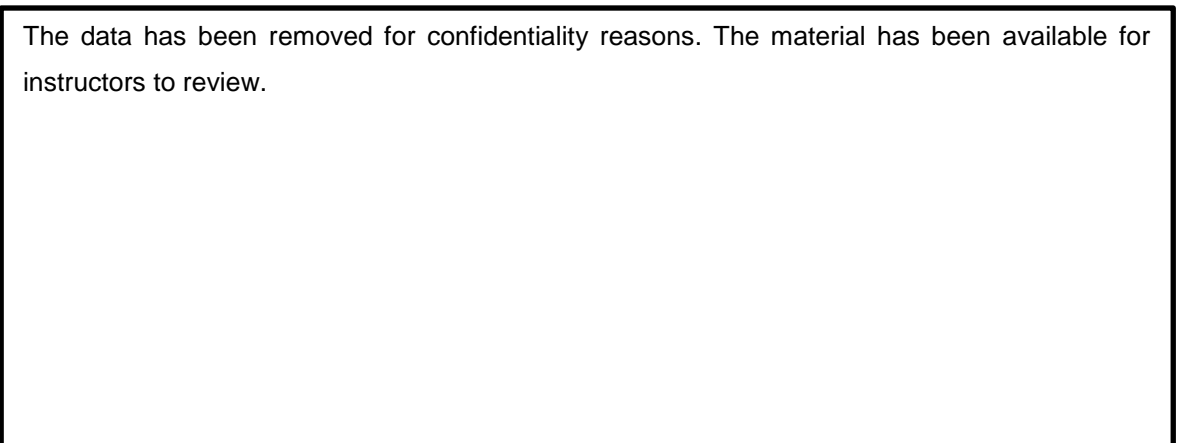 The data has been removed for confidentiality reasons. The material has been available for
instructors to review.